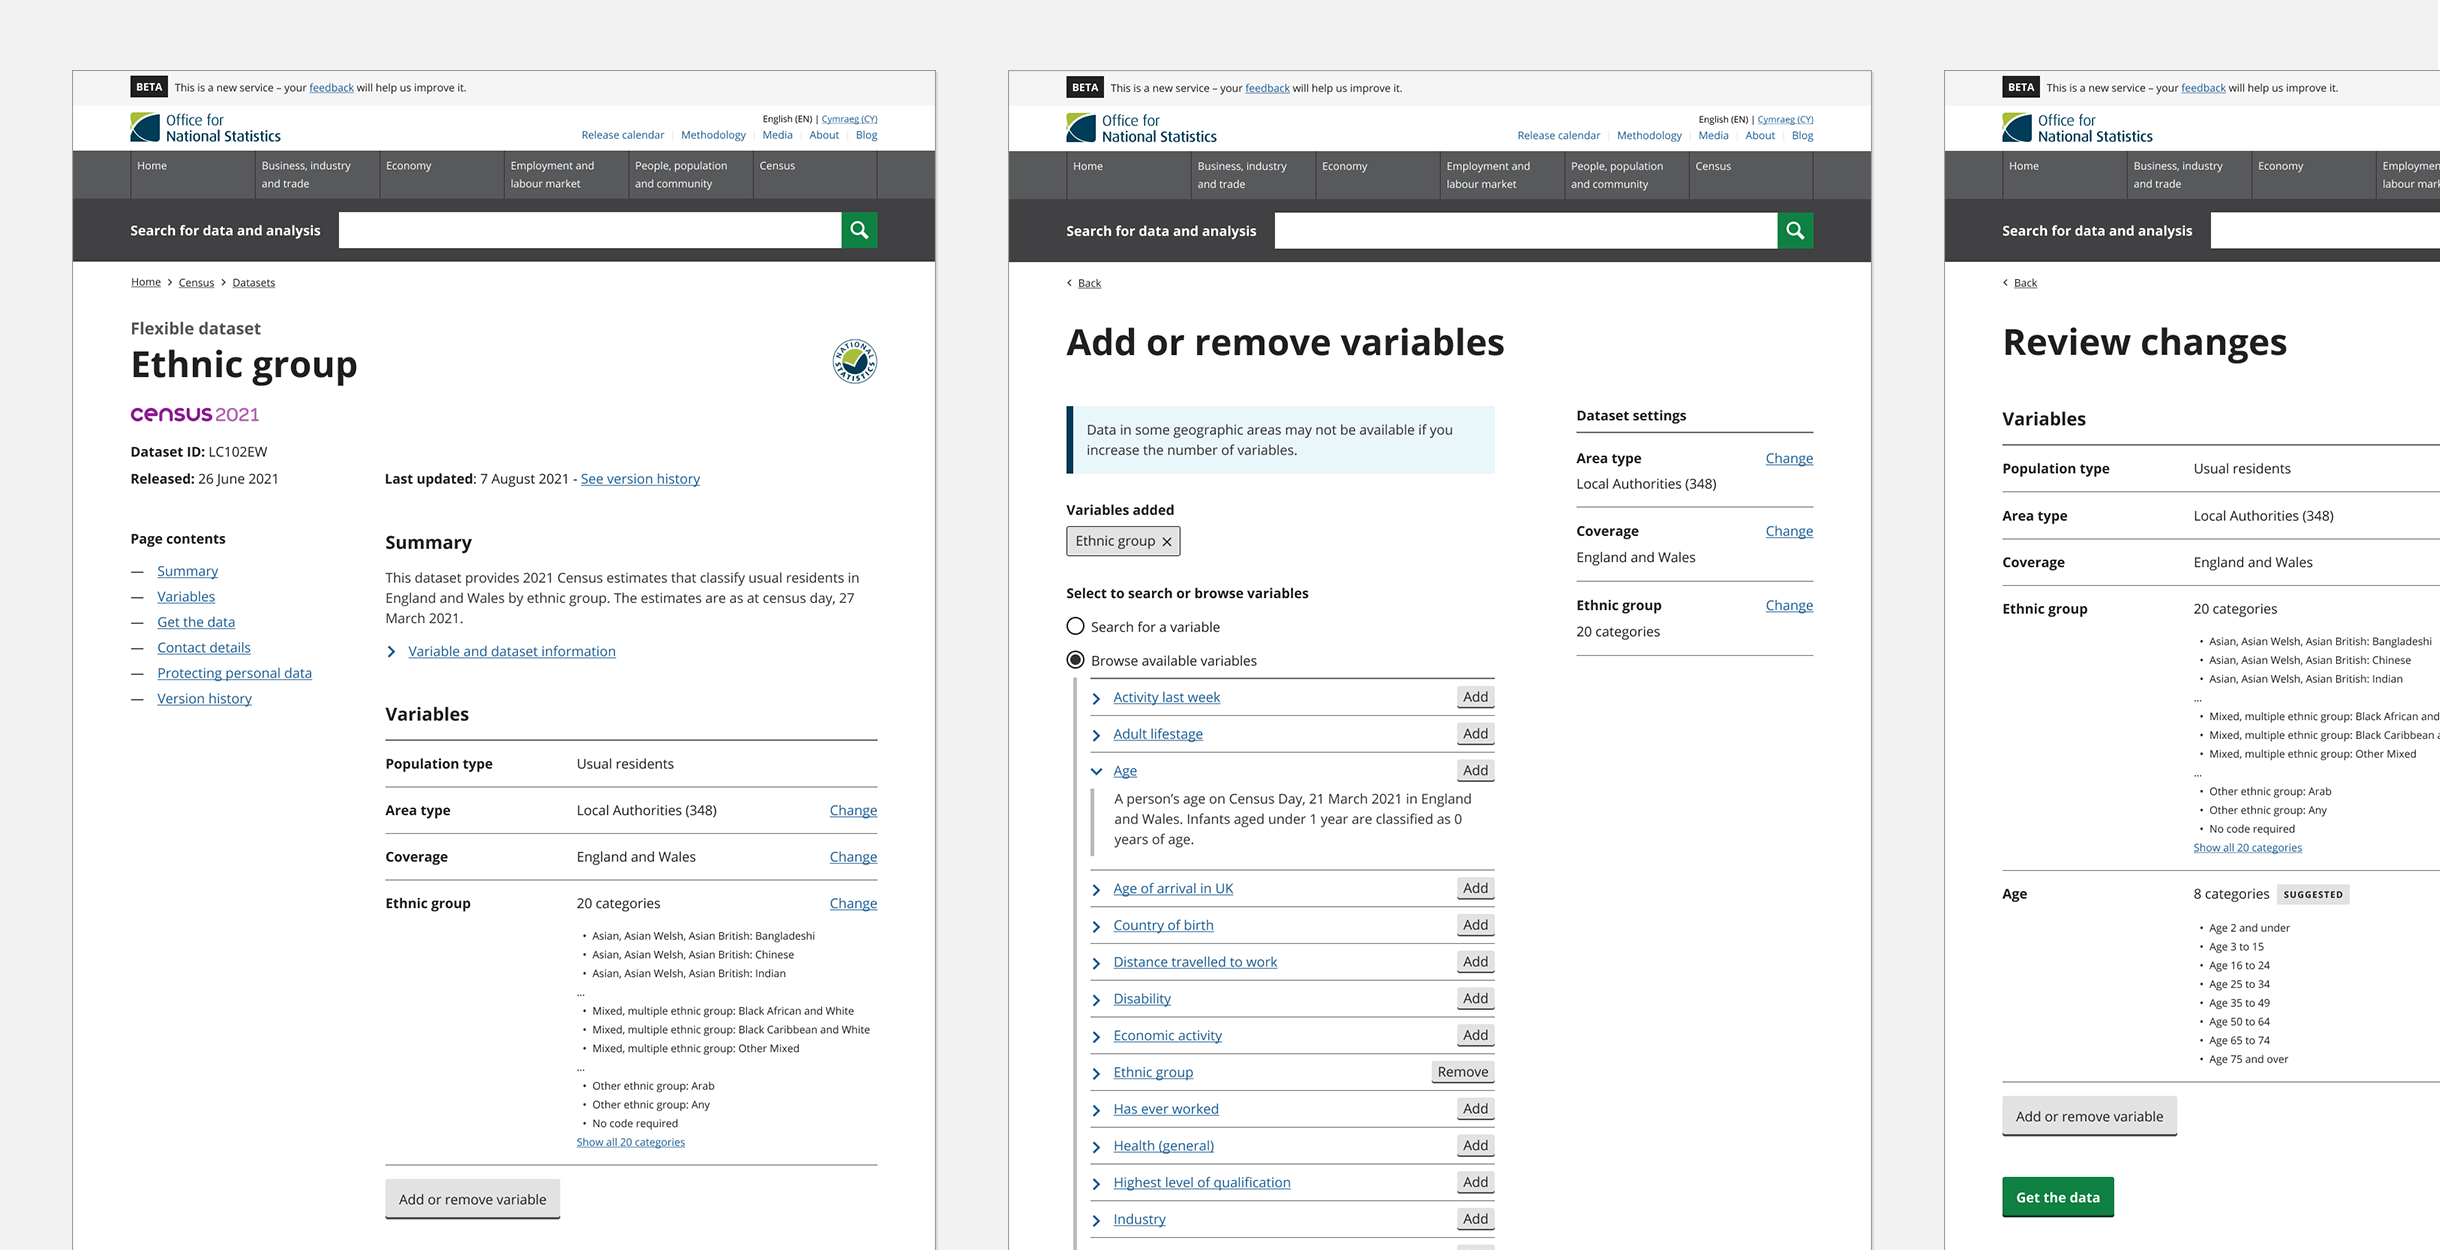 BETA This is a new service – your feedback will help us improve it.
Office for
National Statistics
English (EN) | Cymraeg (CY)
Release calendar Methodology Media About Blog
Home Business, industry and trade Economy Employment and labour market People, population and community Census
Search for data and analysis
Home > Census > Datasets
Flexible dataset
Ethnic group
NATIONAL STATISTICS
census 2021
Dataset ID: LC102EW
Released: 26 June 2021
Last updated: 7 August 2021 - See version history
Page contents
— Summary
— Variables
— Get the data
— Contact details
— Protecting personal data
— Version history
Summary
This dataset provides 2021 Census estimates that classify usual residents in
England and Wales by ethnic group. The estimates are as at census day, 27
March 2021.
Variable and dataset information
Variables
Population type Usual residents
Area type Local Authorities (348) Change
Coverage England and Wales Change
Ethnic group 20 categories Change
• Asian, Asian Welsh, Asian British: Bangladeshi
• Asian, Asian Welsh, Asian British: Chinese
• Asian, Asian Welsh, Asian British: Indian
...
• Mixed, multiple ethnic group: Black African and White
• Mixed, multiple ethnic group: Black Caribbean and White
• Mixed, multiple ethnic group: Other Mixed
...
• Other ethnic group: Arab
• Other ethnic group: Any
• No code required
Show all 20 categories
Add or remove variable
BETA This is a new service – your feedback will help us improve it.
Office for
National Statistics
English (EN) | Cymraeg (CY)
Release calendar Methodology Media About Blog
Home Business, industry and trade Economy Employment and labour market People, population and community Census
Search for data and analysis
< Back
Add or remove variables
Data in some geographic areas may not be available if you
increase the number of variables.
Variables added
Ethnic group ×
Select to search or browse variables
Search for a variable
Browse available variables
Activity last week Add
Adult lifestage Add
Age Add
A person's age on Census Day, 21 March 2021 in England
and Wales. Infants aged under 1 year are classified as 0
years of age.
Age of arrival in UK Add
Country of birth Add
Distance travelled to work Add
Disability Add
Economic activity Add
Ethnic group Remove
Has ever worked Add
Health (general) Add
Highest level of qualification Add
Industry Add
Dataset settings
Area type Change
Local Authorities (348)
Coverage Change
England and Wales
Ethnic group Change
20 categories
BETA This is a new service – your feedback will help us improve it.
Office for
National Statistics
Home Business, industry and trade Economy
Search for data and analysis
< Back
Review changes
Variables
Population type Usual residents
Area type Local Authorities (348)
Coverage England and Wales
Ethnic group 20 categories
• Asian, Asian Welsh, Asian British: Bangladeshi
• Asian, Asian Welsh, Asian British: Chinese
• Asian, Asian Welsh, Asian British: Indian
...
• Mixed, multiple ethnic group: Black African and
• Mixed, multiple ethnic group: Black Caribbean
• Mixed, multiple ethnic group: Other Mixed
...
• Other ethnic group: Arab
• Other ethnic group: Any
• No code required
Show all 20 categories
Age 8 categories SUGGESTED
• Age 2 and under
• Age 3 to 15
• Age 16 to 24
• Age 25 to 34
• Age 35 to 49
• Age 50 to 64
• Age 65 to 74
• Age 75 and over
Add or remove variable
Get the data